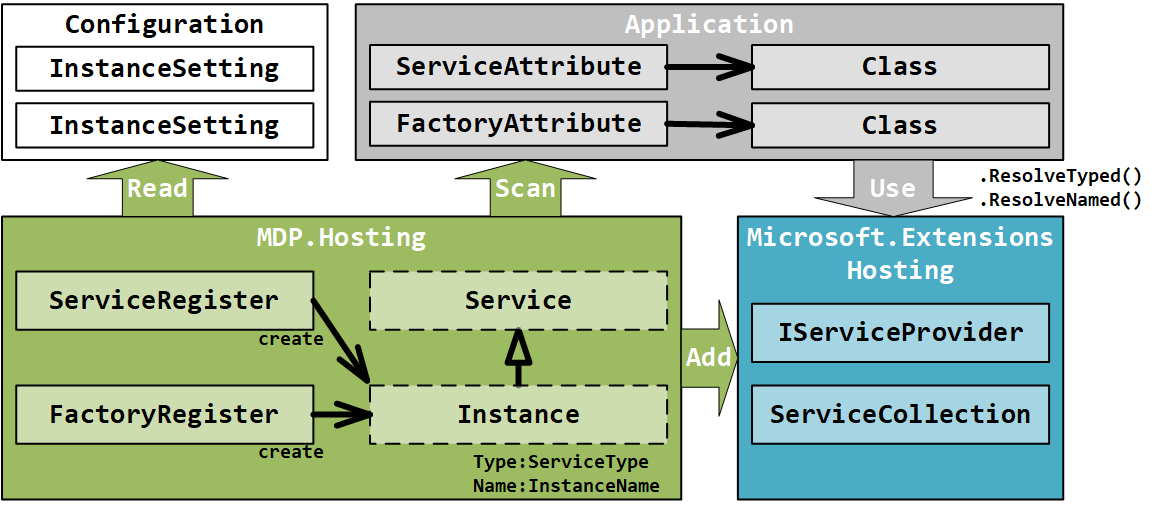 Configuration
InstanceSetting
InstanceSetting
Application
ServiceAttribute
Class
FactoryAttribute
Class
Read
Scan
Use
.ResolveTyped()
.ResolveNamed()
MDP.Hosting
ServiceRegister
create
Service
FactoryRegister
create
Instance
Type:ServiceType
Name:InstanceName
Add
Microsoft.Extensions
Hosting
IServiceProvider
ServiceCollection